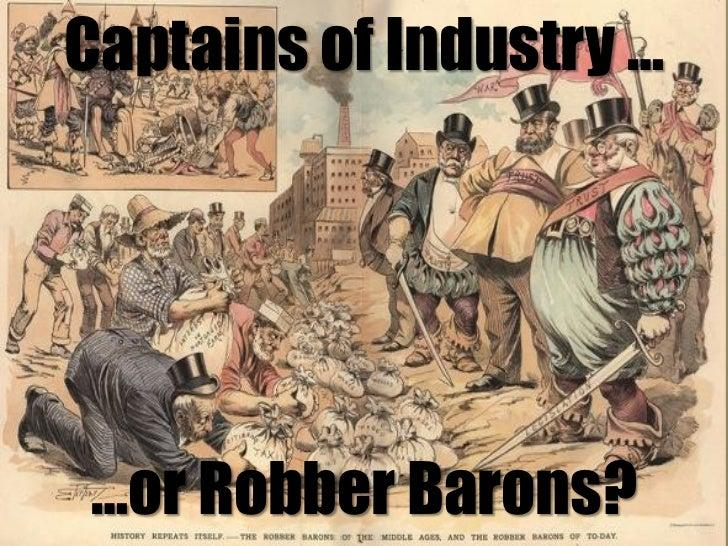 Captains of Industry ...
WAR
TRUST
TRUST
LEGISLATION
...or Robber Barons?
HISTORY REPEATS ITSELF.—THE ROBBER BARONS OF THE MIDDLE AGES, AND THE ROBBER BARONS OF TO-DAY.